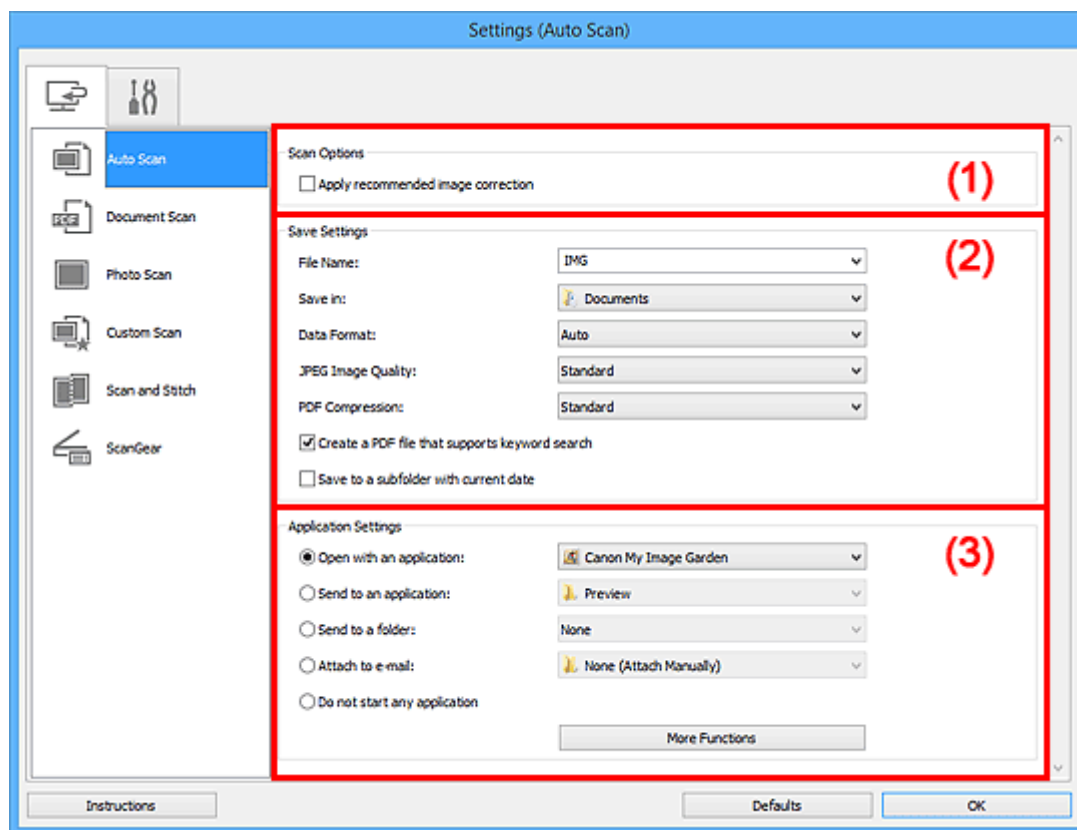 Settings (Auto Scan)
Auto Scan
Document Scan
Photo Scan
Custom Scan
Scan and Stitch
ScanGear
Scan Options
(1)
Apply recommended image correction
Save Settings
(2)
File Name: IMG
Save in: Documents
Data Format: Auto
JPEG Image Quality: Standard
PDF Compression: Standard
Create a PDF file that supports keyword search
Save to a subfolder with current date
Application Settings
(3)
Open with an application: Canon My Image Garden
Send to an application: Preview
Send to a folder: None
Attach to e-mail: None (Attach Manually)
Do not start any application
More Functions
Instructions Defaults OK